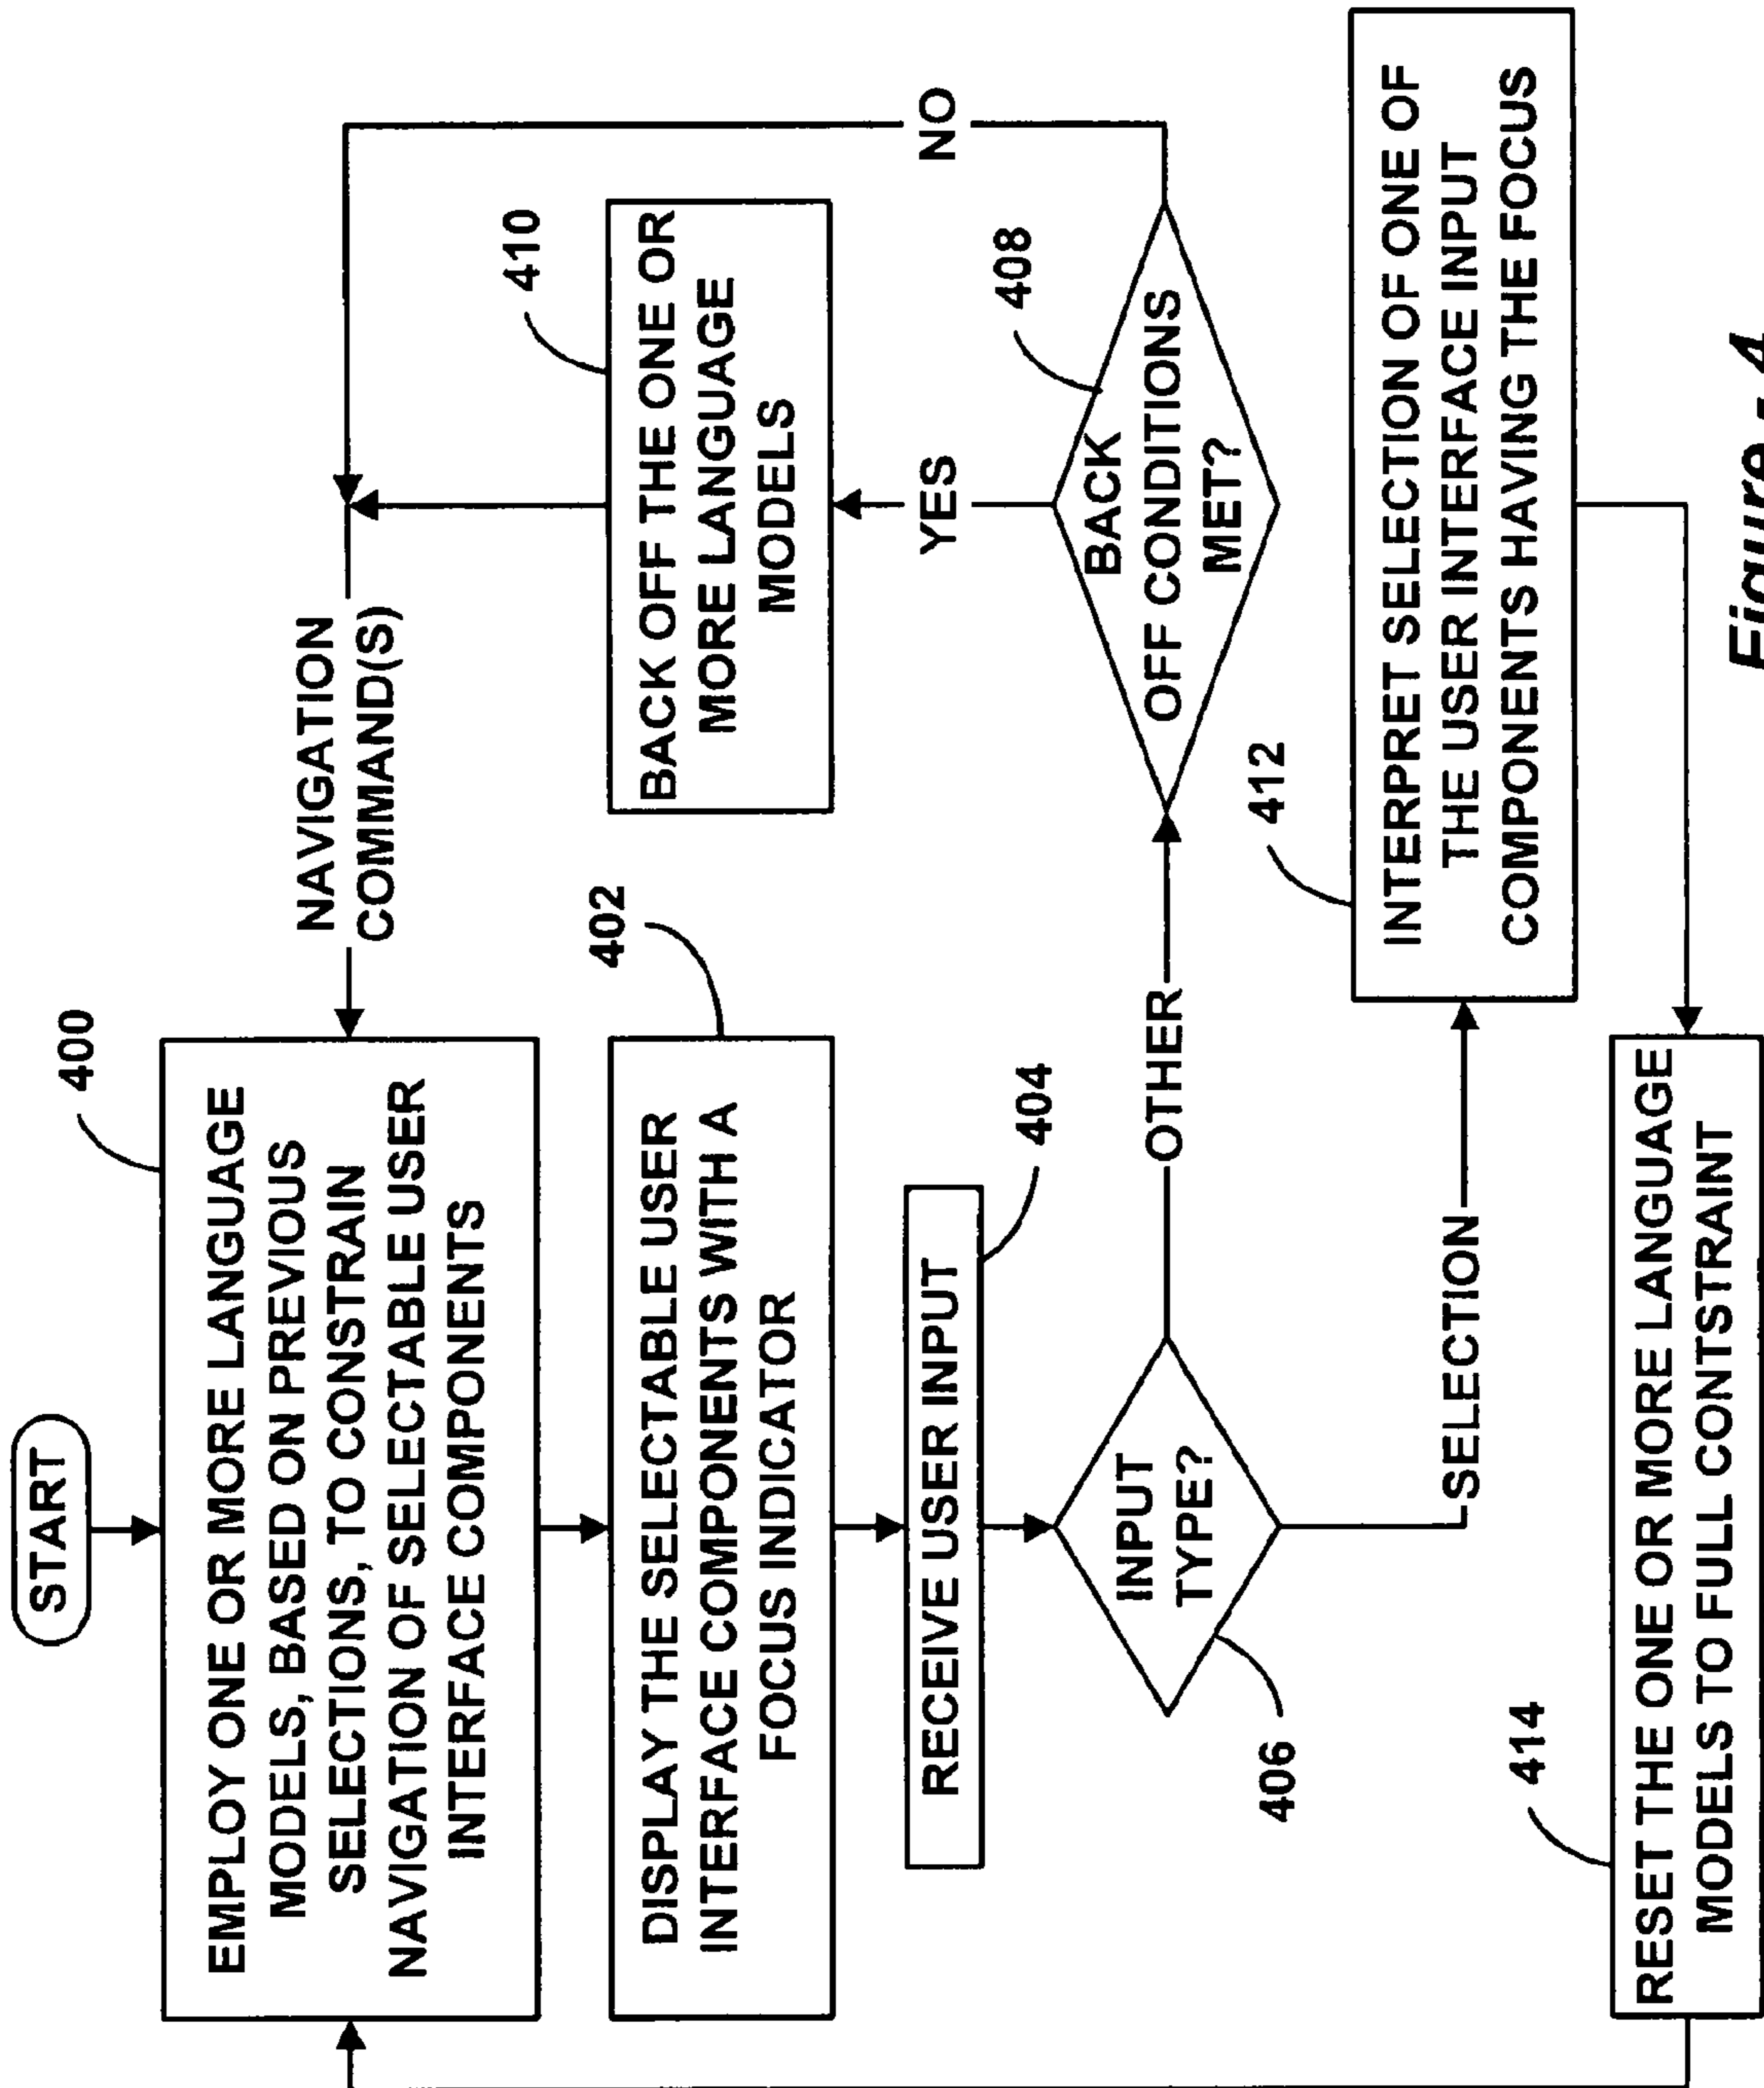 START
400
EMPLOY ONE OR MORE LANGUAGE
MODELS, BASED ON PREVIOUS
SELECTIONS, TO CONSTRAIN
NAVIGATION OF SELECTABLE USER
INTERFACE COMPONENTS
NAVIGATION
COMMAND(S)
402
DISPLAY THE SELECTABLE USER
INTERFACE COMPONENTS WITH A
FOCUS INDICATOR
410
BACK OFF THE ONE OR
MORE LANGUAGE
MODELS
404
RECEIVE USER INPUT
YES
NO
406
INPUT
TYPE?
OTHER
408
BACK
OFF CONDITIONS
MET?
SELECTION
412
INTERPRET SELECTION OF ONE OF
THE USER INTERFACE INPUT
COMPONENTS HAVING THE FOCUS
414
RESET THE ONE OR MORE LANGUAGE
MODELS TO FULL CONTSTRAINT
Figure 4